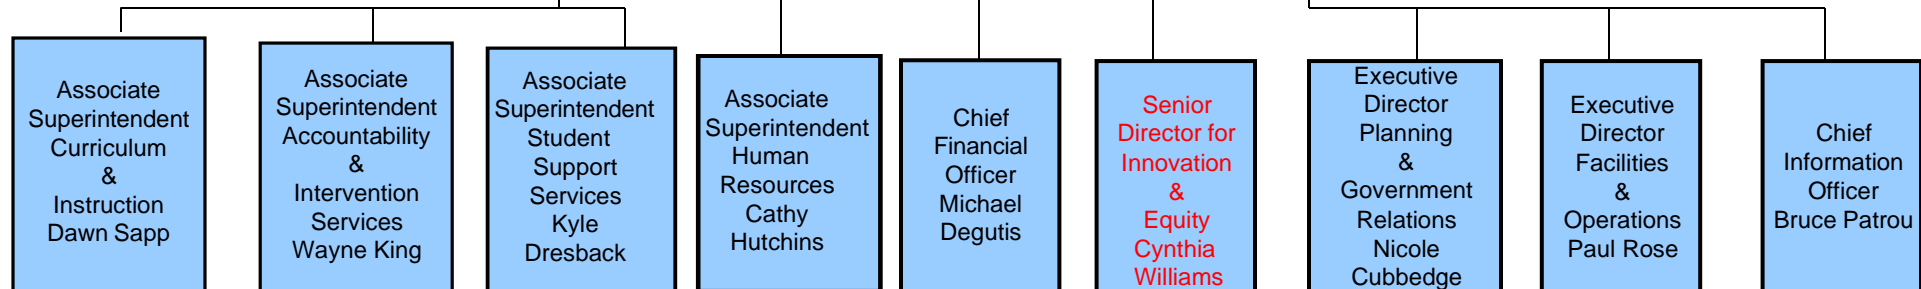 Associate
Superintendent
Curriculum
&
Instruction
Dawn Sapp
Associate
Superintendent
Accountability
&
Intervention
Services
Wayne King
Associate
Superintendent
Student
Support
Services
Kyle
Dresback
Associate
Superintendent
Human
Resources
Cathy
Hutchins
Chief
Financial
Officer
Michael
Degutis
Senior
Director for
Innovation
&
Equity
Cynthia
Williams
Executive
Director
Planning
&
Government
Relations
Nicole
Cubbedge
Executive
Director
Facilities
&
Operations
Paul Rose
Chief
Information
Officer
Bruce Patrou